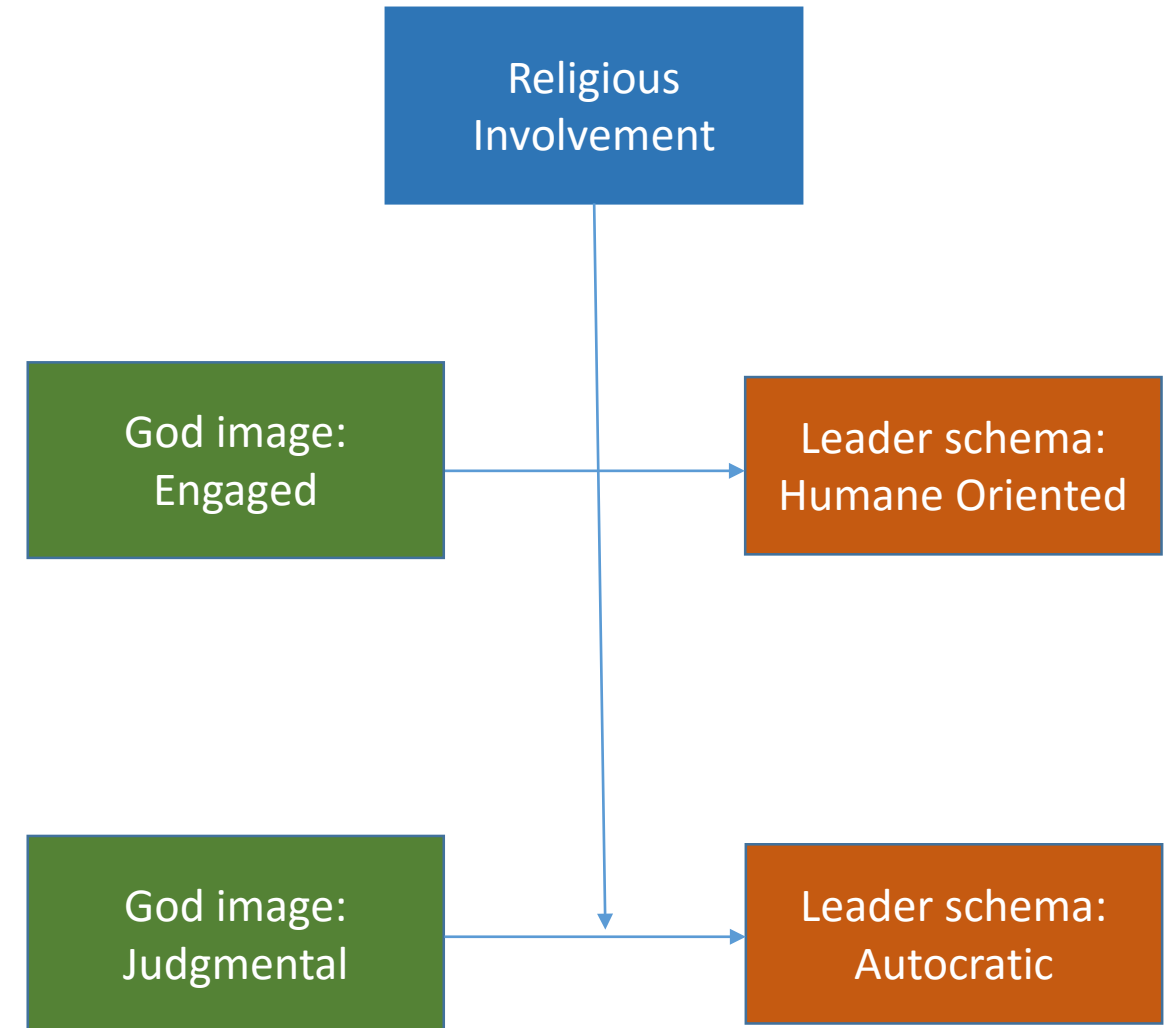 Religious
Involvement
God image:
Engaged
Leader schema:
Humane Oriented
God image:
Judgmental
Leader schema:
Autocratic